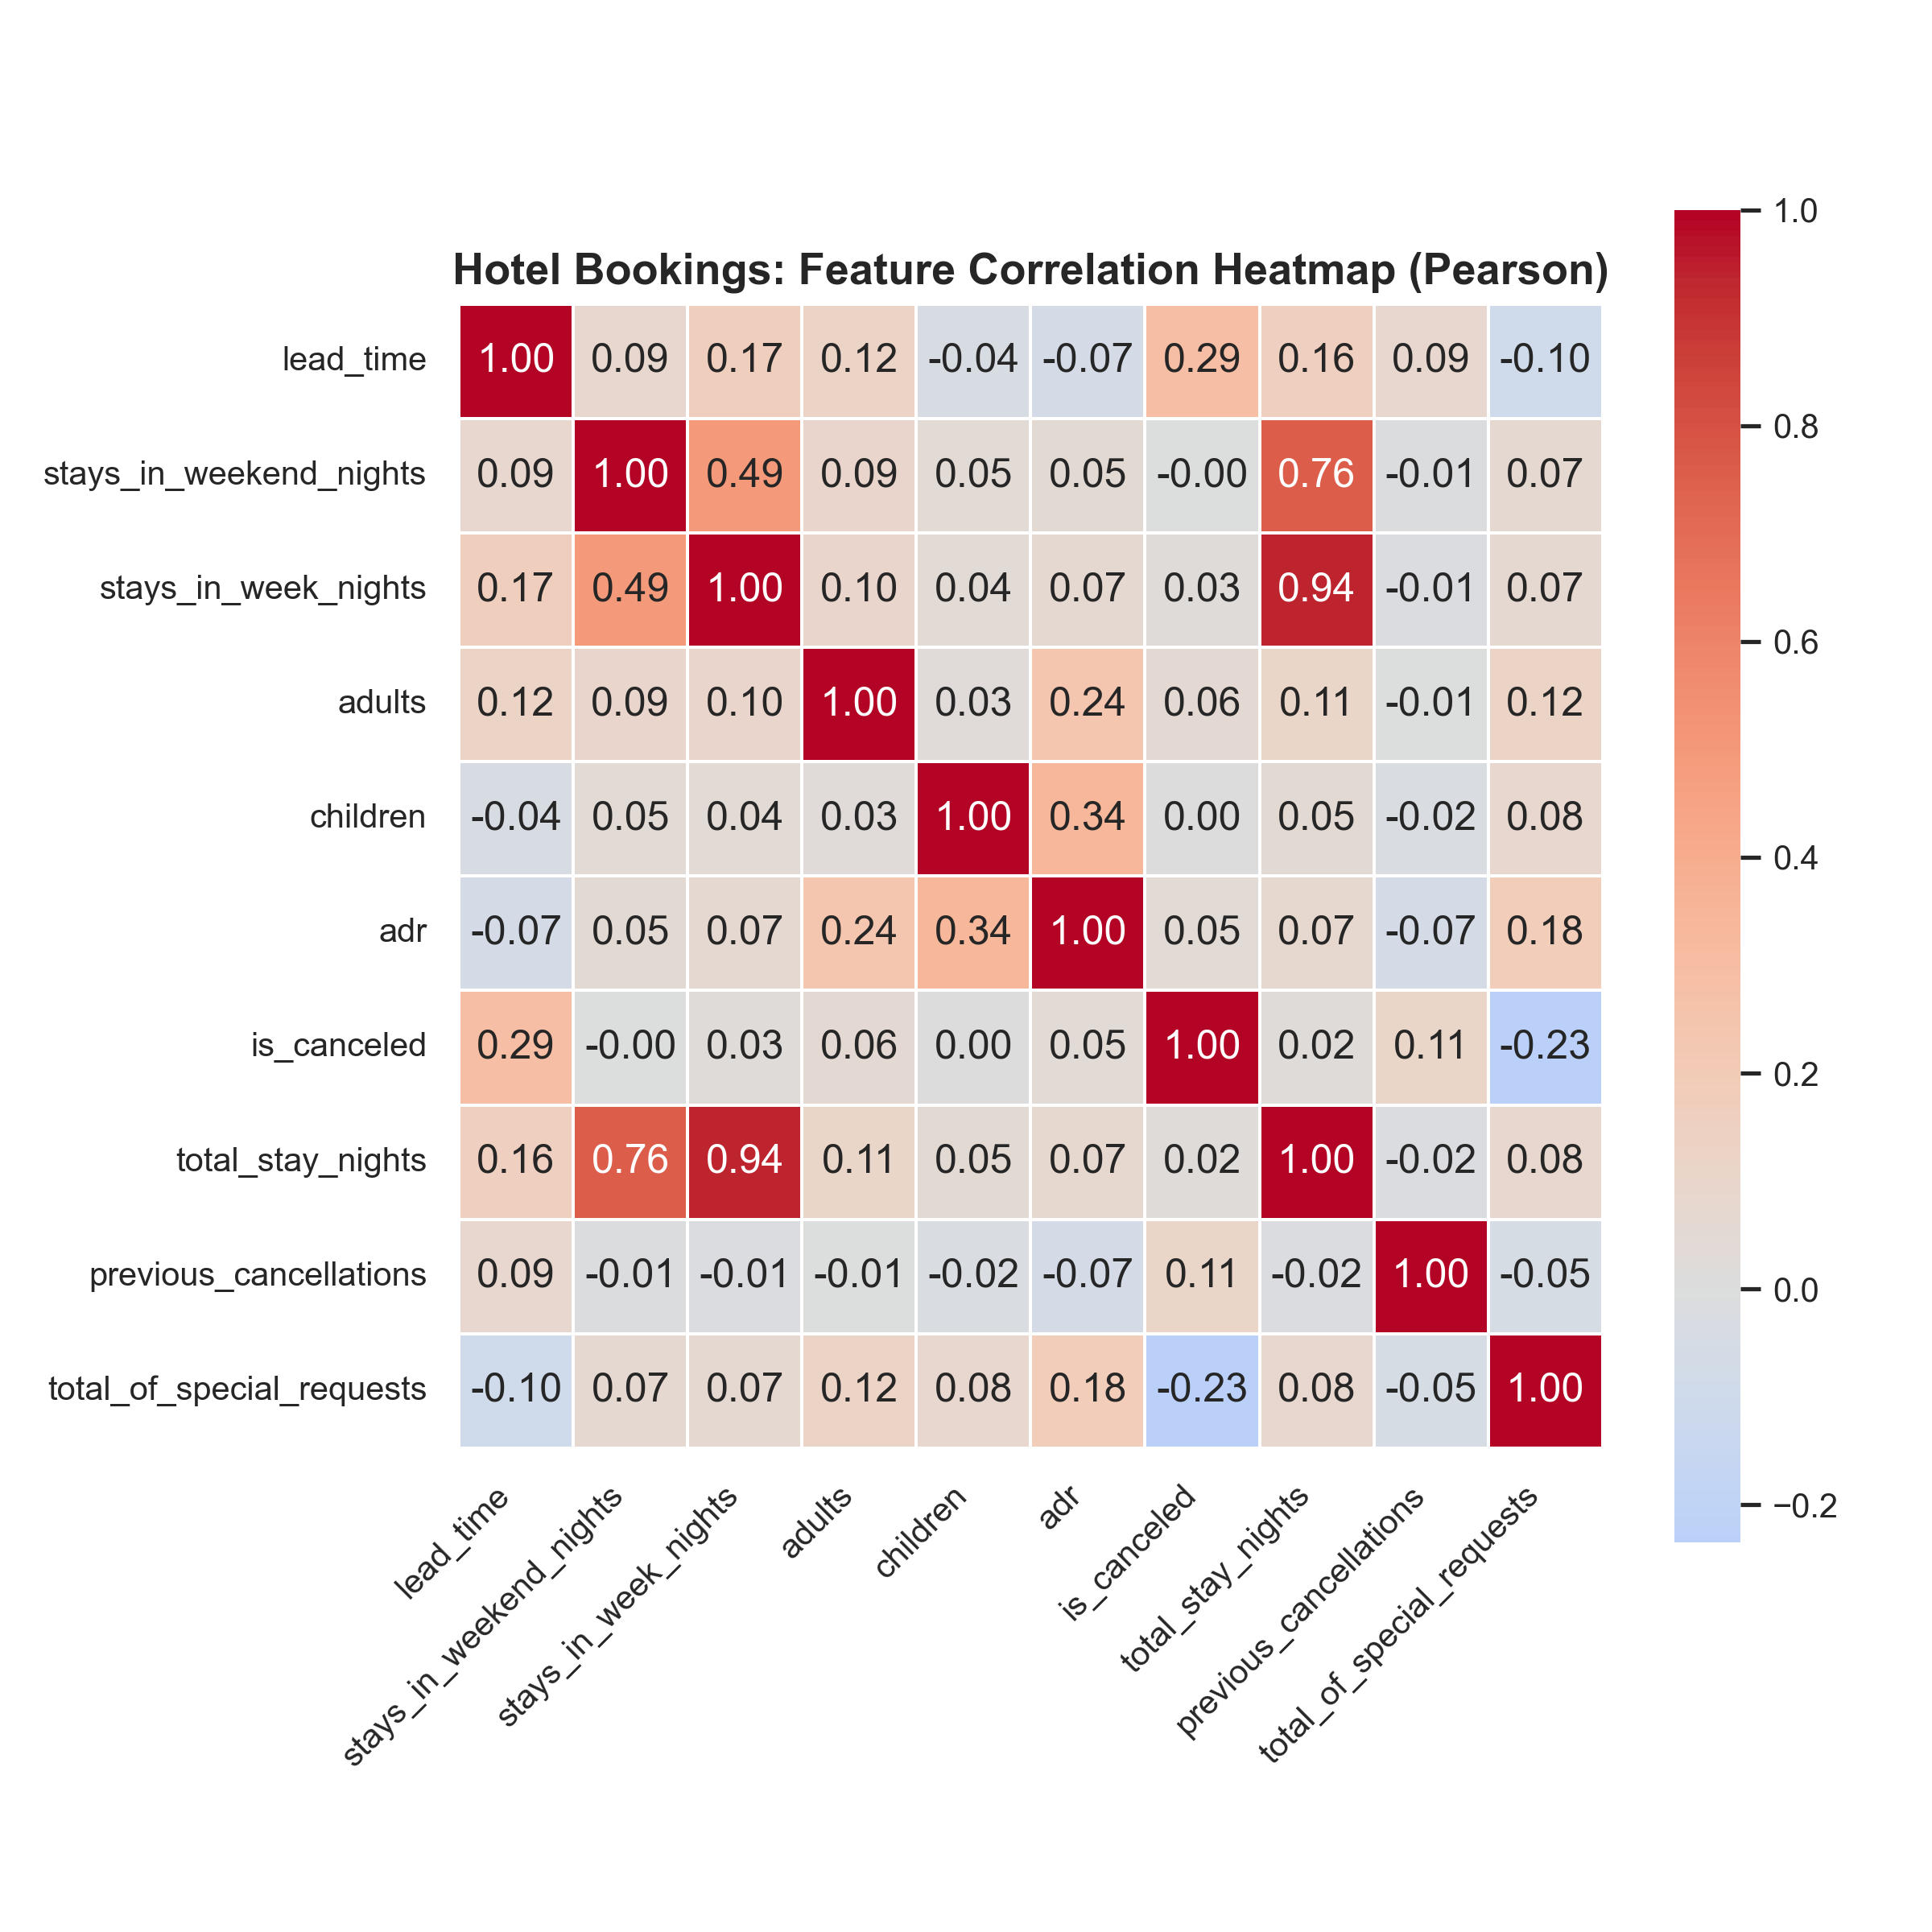 Hotel Bookings: Feature Correlation Heatmap (Pearson)
lead_time 1.00 0.09 0.17 0.12 -0.04 -0.07 0.29 0.16 0.09 -0.10
stays_in_weekend_nights 0.09 1.00 0.49 0.09 0.05 0.05 -0.00 0.76 -0.01 0.07
stays_in_week_nights 0.17 0.49 1.00 0.10 0.04 0.07 0.03 0.94 -0.01 0.07
adults 0.12 0.09 0.10 1.00 0.03 0.24 0.06 0.11 -0.01 0.12
children -0.04 0.05 0.04 0.03 1.00 0.34 0.00 0.05 -0.02 0.08
adr -0.07 0.05 0.07 0.24 0.34 1.00 0.05 0.07 -0.07 0.18
is_canceled 0.29 -0.00 0.03 0.06 0.00 0.05 1.00 0.02 0.11 -0.23
total_stay_nights 0.16 0.76 0.94 0.11 0.05 0.07 0.02 1.00 -0.02 0.08
previous_cancellations 0.09 -0.01 -0.01 -0.01 -0.02 -0.07 0.11 -0.02 1.00 -0.05
total_of_special_requests -0.10 0.07 0.07 0.12 0.08 0.18 -0.23 0.08 -0.05 1.00
lead_time
stays_in_weekend_nights
stays_in_week_nights
adults
children
adr
is_canceled
total_stay_nights
previous_cancellations
total_of_special_requests
1.0
0.8
0.6
0.4
0.2
0.0
−0.2